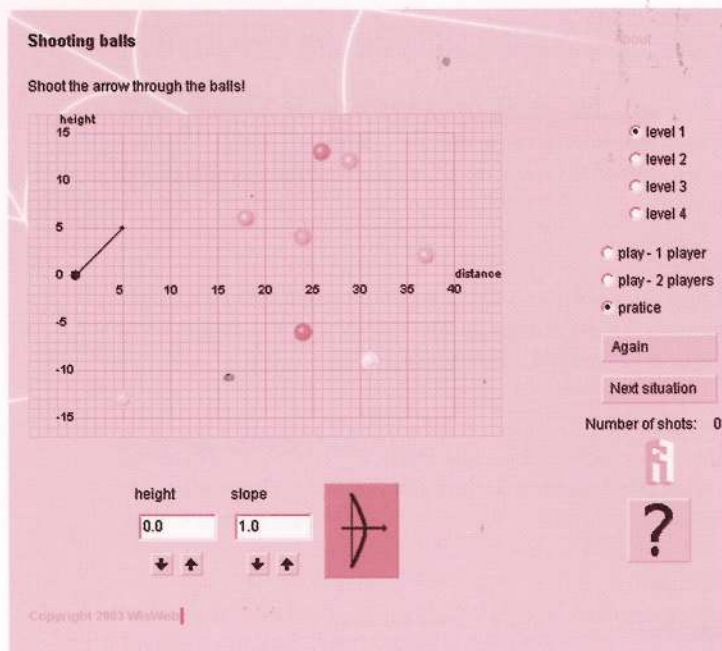 Shooting balls
About
Shoot the arrow through the balls!
height
15
10
5
0
-5
-10
-15
5 10 15 20 25 30 35 40
distance
level 1
level 2
level 3
level 4
play - 1 player
play - 2 players
pratice
Again
Next situation
Number of shots: 0
height slope
0.0 1.0
?
Copyright 2003 WisWeb